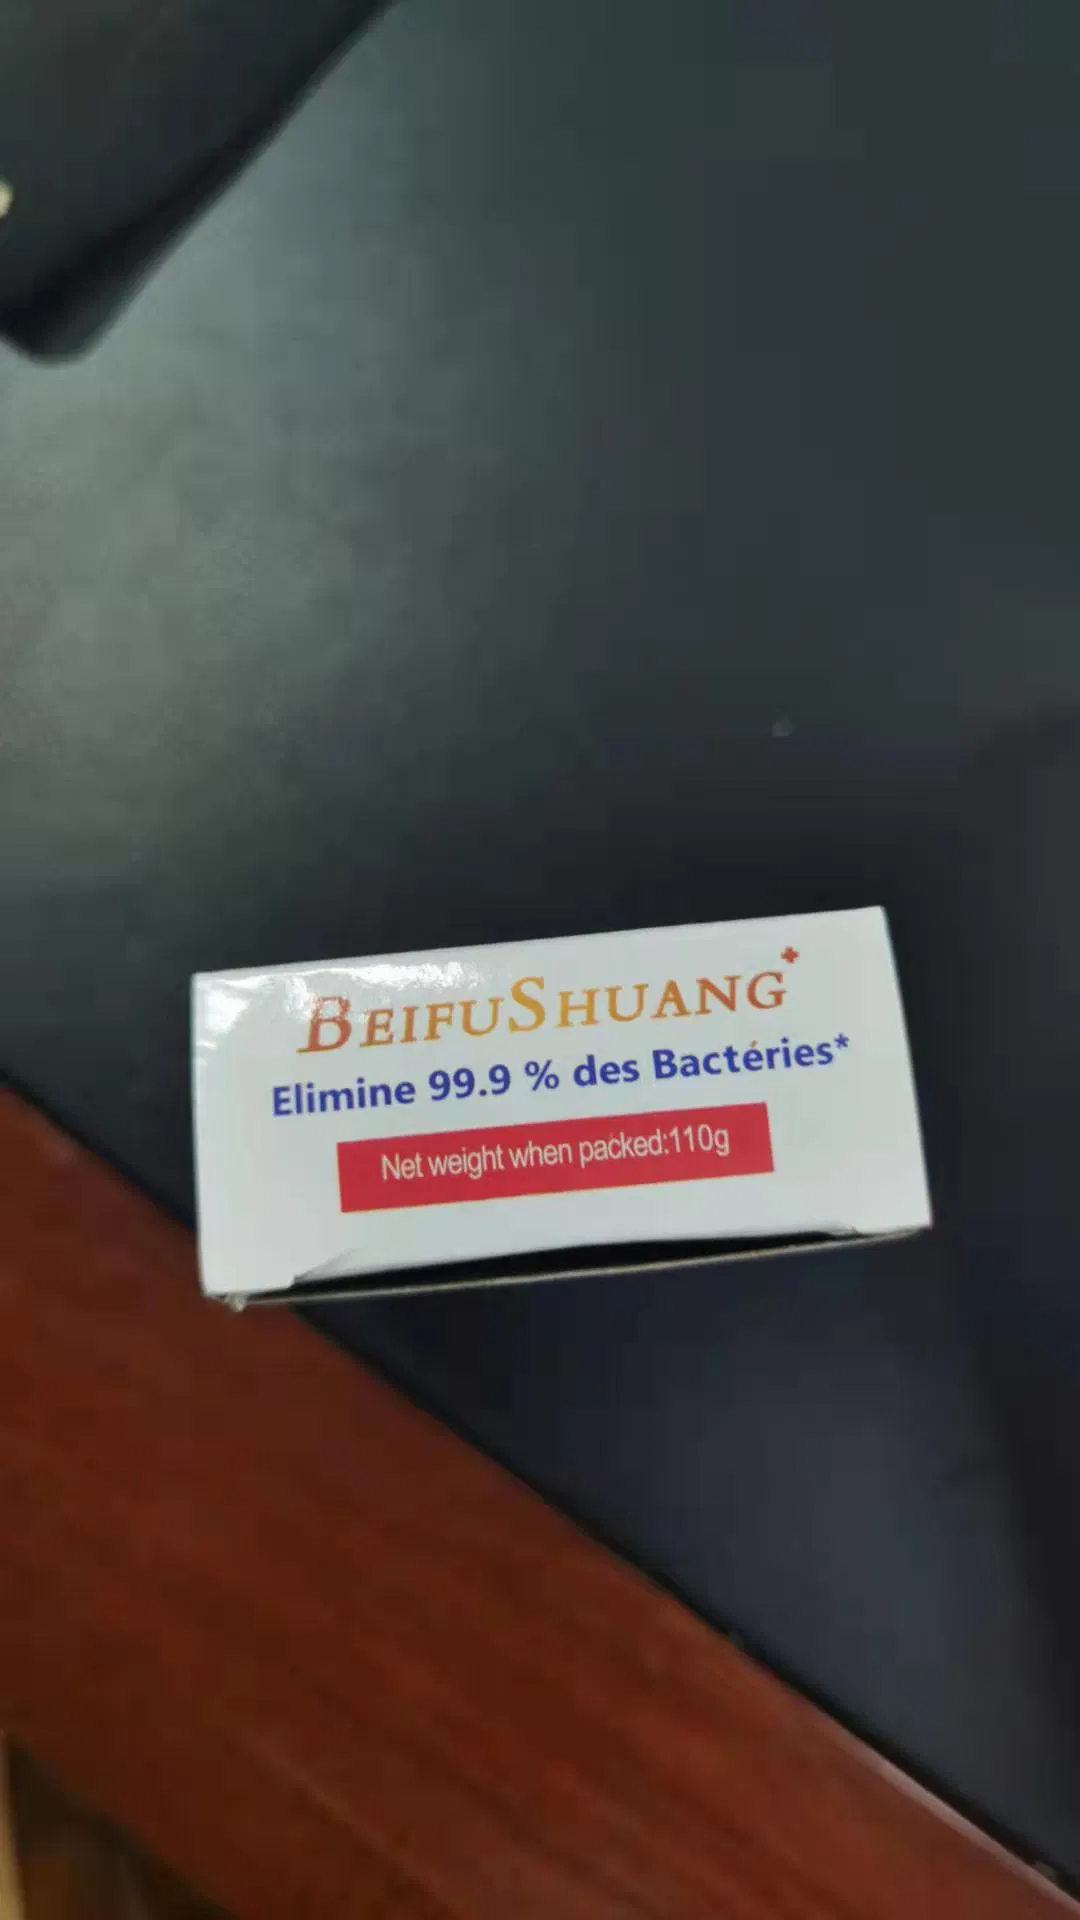 BEIFUSHUANG+
Elimine 99.9 % des Bactéries*
Net weight when packed:110g